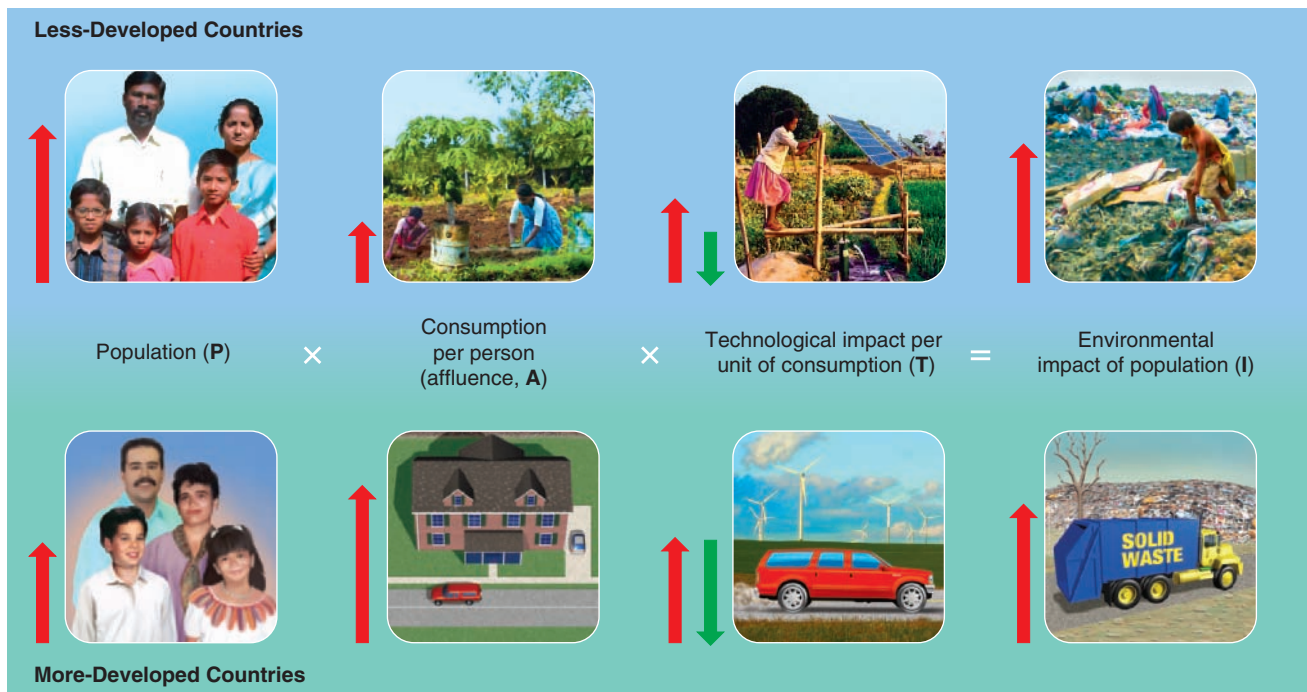 Less-Developed Countries
Population (P)
×
Consumption
per person
(affluence, A)
×
Technological impact per
unit of consumption (T)
=
Environmental
impact of population (I)
SOLID
WASTE
More-Developed Countries